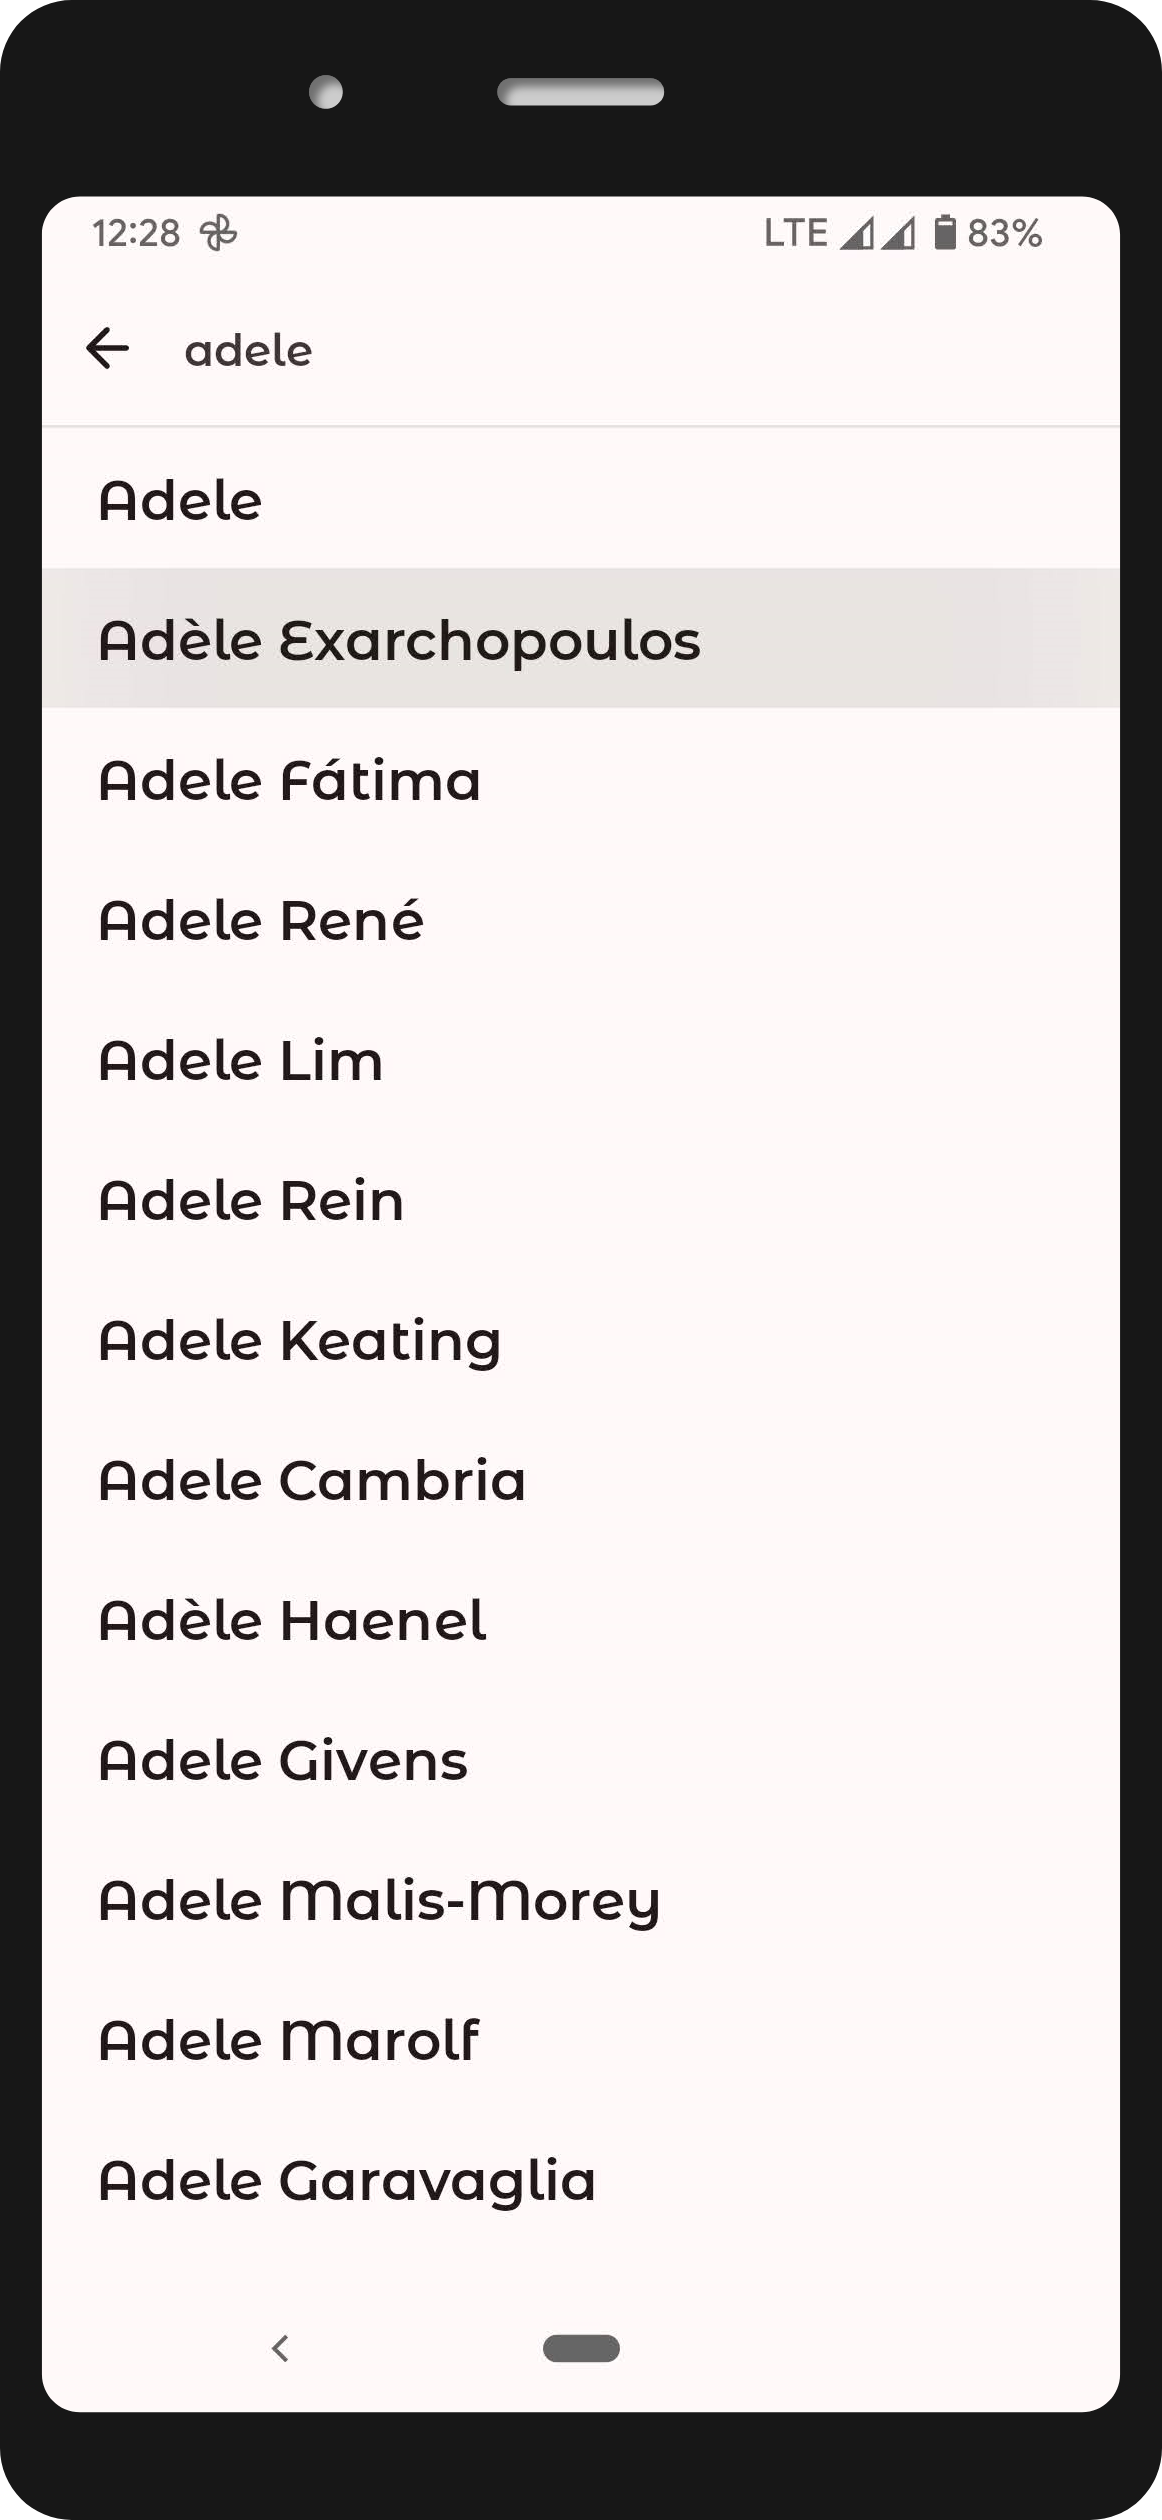 12:28 LTE 83%
adele
Adele
Adèle Exarchopoulos
Adele Fátima
Adele René
Adele Lim
Adele Rein
Adele Keating
Adele Cambria
Adèle Haenel
Adele Givens
Adele Malis-Morey
Adele Marolf
Adele Garavaglia